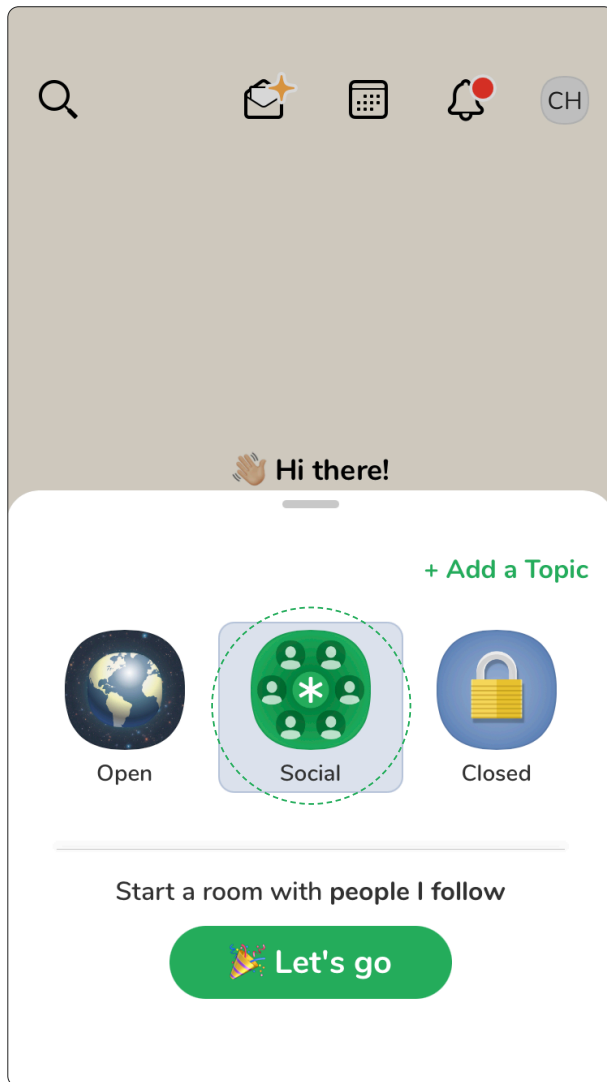 CH
Hi there!
+ Add a Topic
Open
Social
Closed
Start a room with people I follow
Let's go